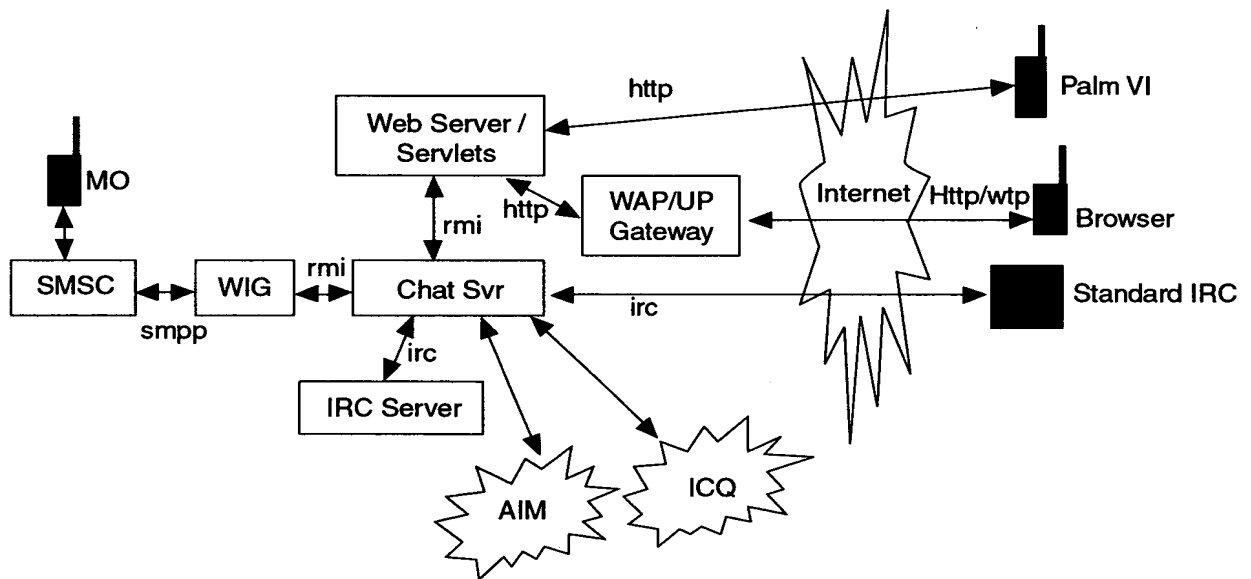 http
Palm VI
Web Server /
Servlets
MO
Internet
Http/wtp
http
WAP/UP
Gateway
Browser
rmi
SMSC
WIG
rmi
Chat Svr
irc
Standard IRC
smpp
irc
IRC Server
ICQ
AIM